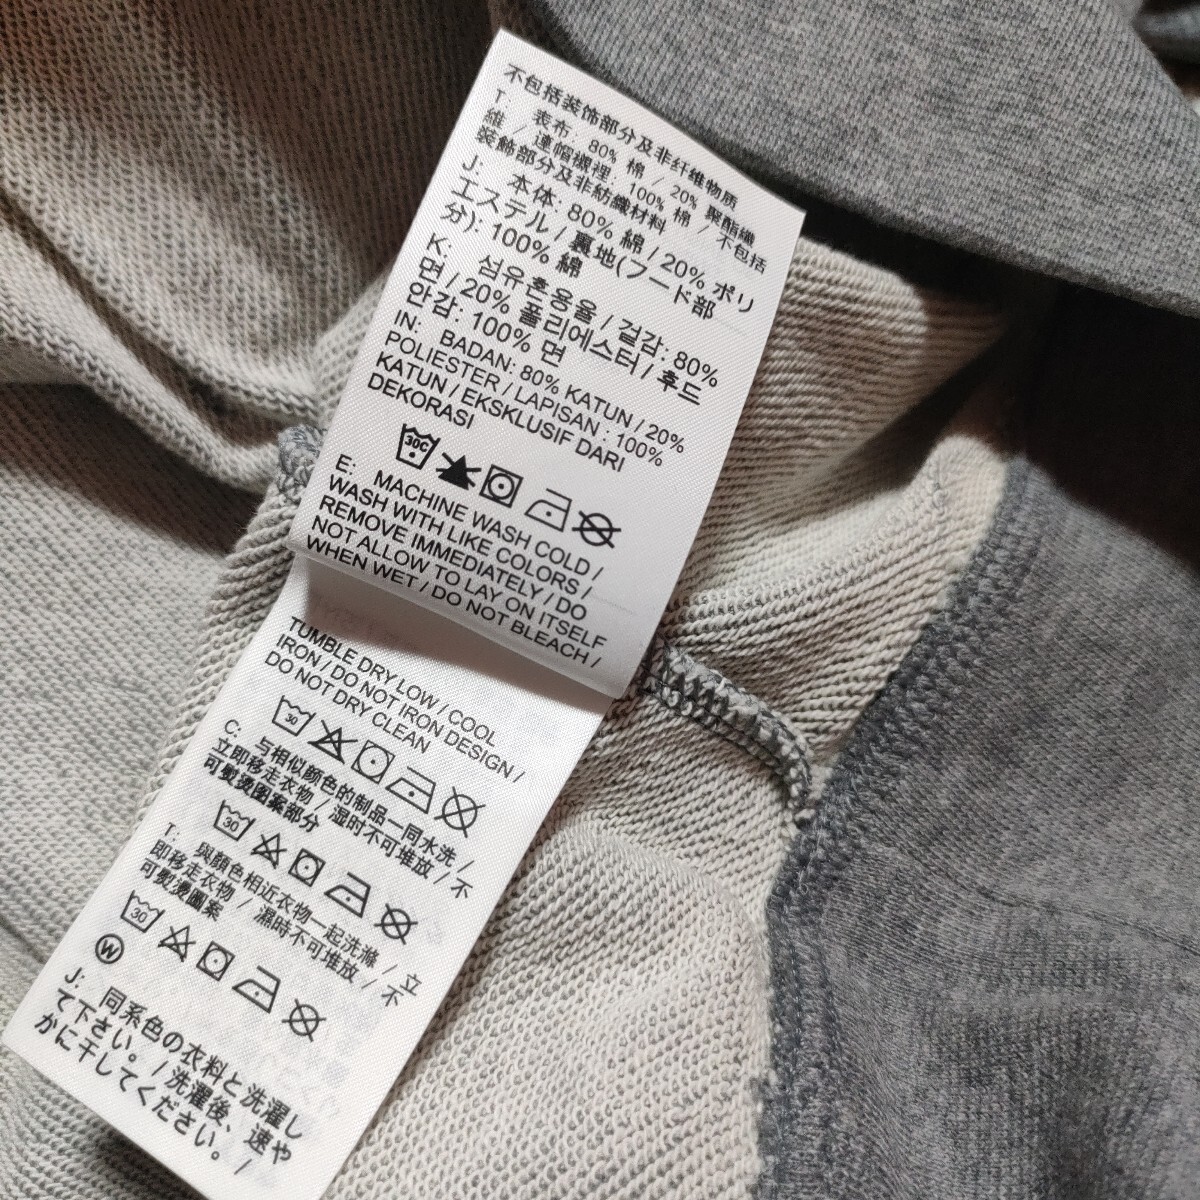 不包括装饰部分及非纤维物质
T: 表布: 80% 棉 / 20% 聚酯纖
維 / 連帽襯裡: 100% 棉 / 不包括
裝飾部分及非紡織材料
J: 本体: 80% 綿 / 20% ポリ
エステル / 裏地(フード部
分): 100% 綿
K: 섬유혼용율 / 겉감: 80%
면 / 20% 폴리에스터 / 후드
안감: 100% 면
IN: BADAN: 80% KATUN / 20%
POLIESTER / LAPISAN : 100%
KATUN / EKSKLUSIF DARI
DEKORASI
30C
E: MACHINE WASH COLD /
WASH WITH LIKE COLORS /
REMOVE IMMEDIATELY / DO
NOT ALLOW TO LAY ON ITSELF
WHEN WET / DO NOT BLEACH /
TUMBLE DRY LOW / COOL
IRON / DO NOT IRON DESIGN /
DO NOT DRY CLEAN
30
C: 与相似颜色的制品一同水洗 /
立即移走衣物 / 湿时不可堆放 / 不
可熨烫图案部分
30
T: 與顏色相近衣物一起洗滌 / 立
即移走衣物 / 濕時不可堆放 / 不
可熨燙圖案
30
W
J: 同系色の衣料と洗濯し
て下さい。 / 洗濯後、速や
かに干してください。 /